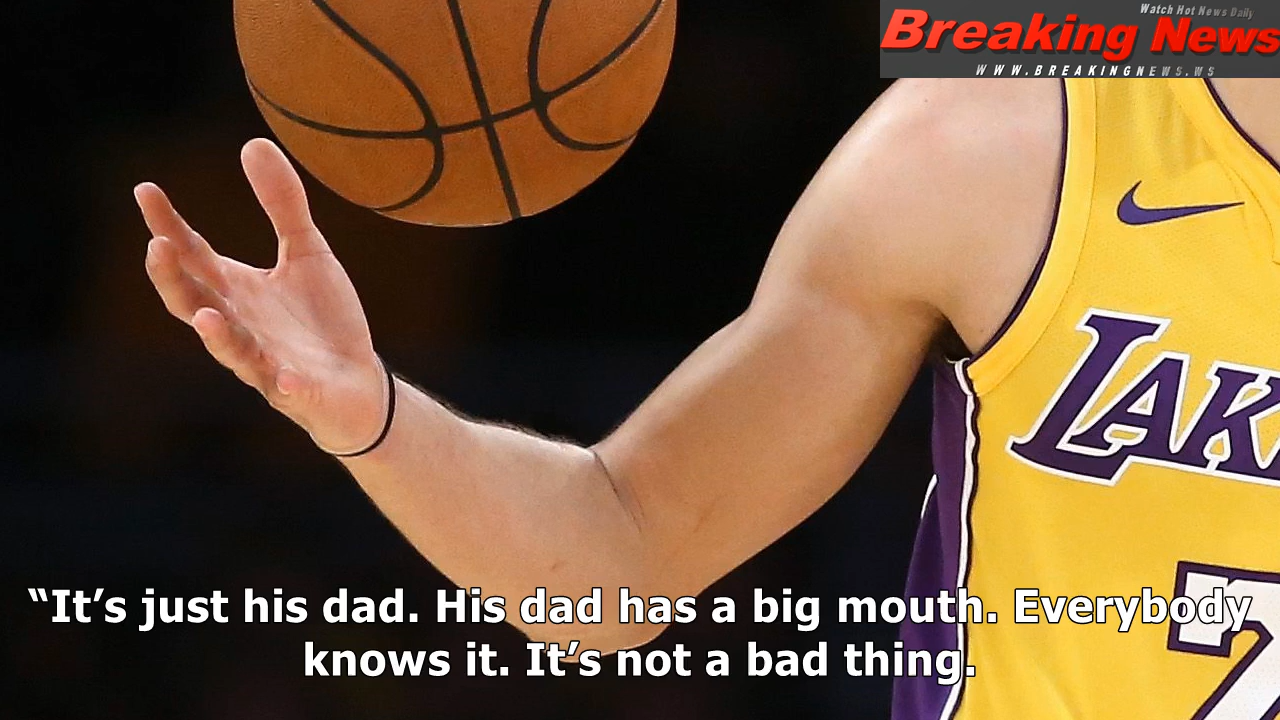 Watch Hot News Daily
Breaking News
WWW.BREAKINGNEWS.WS
LAK
7
“It’s just his dad. His dad has a big mouth. Everybody
knows it. It’s not a bad thing.